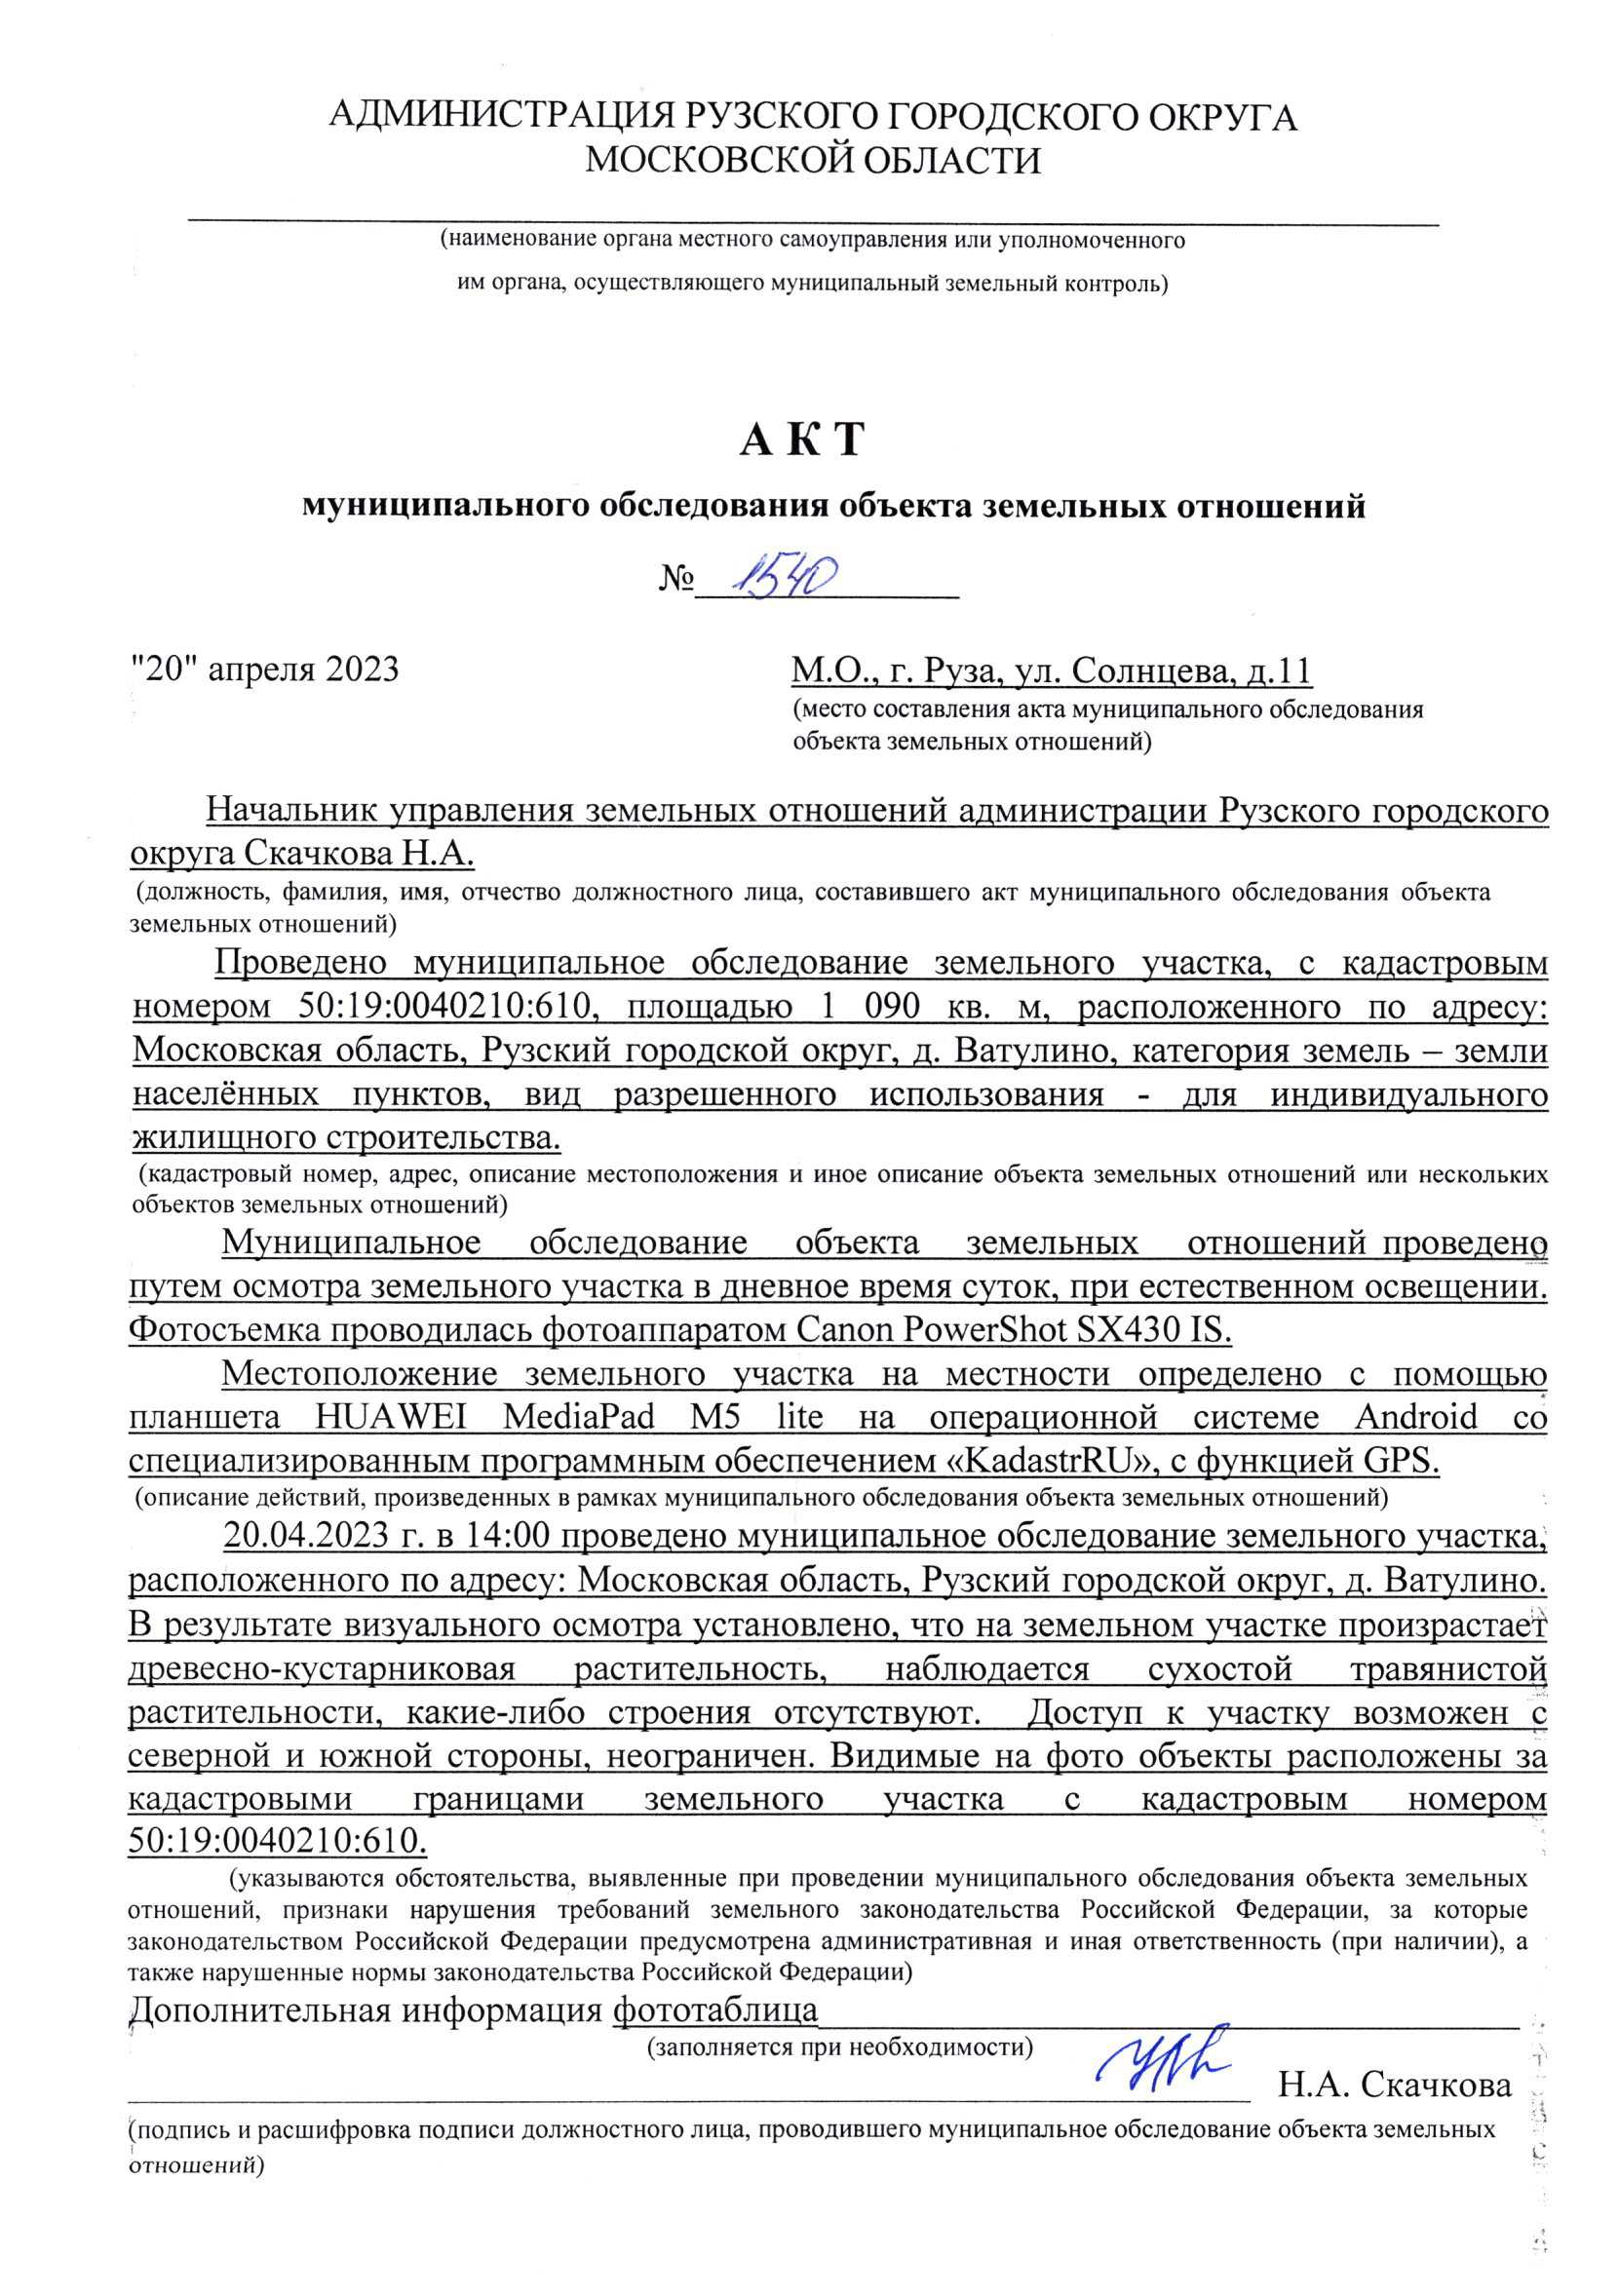 АДМИНИСТРАЦИЯ РУЗСКОГО ГОРОДСКОГО ОКРУГА
МОСКОВСКОЙ ОБЛАСТИ
(наименование органа местного самоуправления или уполномоченного
им органа, осуществляющего муниципальный земельный контроль)
А К Т
муниципального обследования объекта земельных отношений
№ 1540
"20" апреля 2023
М.О., г. Руза, ул. Солнцева, д.11
(место составления акта муниципального обследования
объекта земельных отношений)
Начальник управления земельных отношений администрации Рузского городского
округа Скачкова Н.А.
(должность, фамилия, имя, отчество должностного лица, составившего акт муниципального обследования объекта
земельных отношений)
Проведено муниципальное обследование земельного участка, с кадастровым
номером 50:19:0040210:610, площадью 1 090 кв. м, расположенного по адресу:
Московская область, Рузский городской округ, д. Ватулино, категория земель – земли
населённых пунктов, вид разрешенного использования - для индивидуального
жилищного строительства.
(кадастровый номер, адрес, описание местоположения и иное описание объекта земельных отношений или нескольких
объектов земельных отношений)
Муниципальное обследование объекта земельных отношений проведено
путем осмотра земельного участка в дневное время суток, при естественном освещении.
Фотосъемка проводилась фотоаппаратом Canon PowerShot SX430 IS.
Местоположение земельного участка на местности определено с помощью
планшета HUAWEI MediaPad M5 lite на операционной системе Android со
специализированным программным обеспечением «KadastrRU», с функцией GPS.
(описание действий, произведенных в рамках муниципального обследования объекта земельных отношений)
20.04.2023 г. в 14:00 проведено муниципальное обследование земельного участка,
расположенного по адресу: Московская область, Рузский городской округ, д. Ватулино.
В результате визуального осмотра установлено, что на земельном участке произрастает
древесно-кустарниковая растительность, наблюдается сухостой травянистой
растительности, какие-либо строения отсутствуют. Доступ к участку возможен с
северной и южной стороны, неограничен. Видимые на фото объекты расположены за
кадастровыми границами земельного участка с кадастровым номером
50:19:0040210:610.
(указываются обстоятельства, выявленные при проведении муниципального обследования объекта земельных
отношений, признаки нарушения требований земельного законодательства Российской Федерации, за которые
законодательством Российской Федерации предусмотрена административная и иная ответственность (при наличии), а
также нарушенные нормы законодательства Российской Федерации)
Дополнительная информация фототаблица
(заполняется при необходимости)
Н.А. Скачкова
(подпись и расшифровка подписи должностного лица, проводившего муниципальное обследование объекта земельных
отношений)